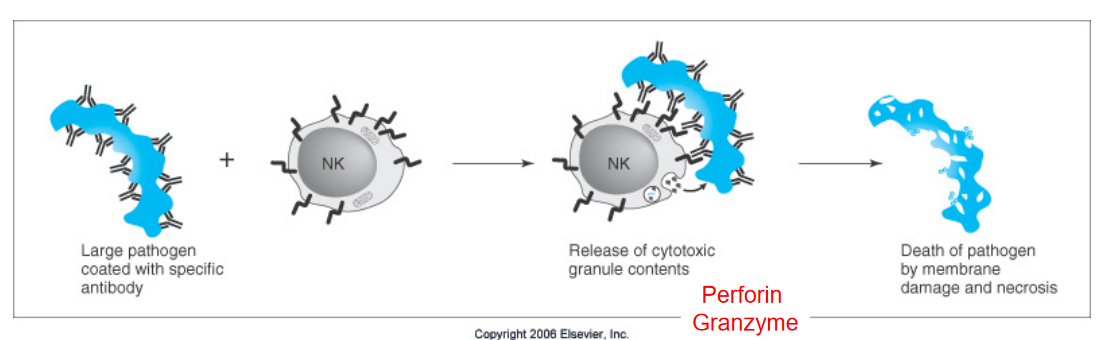 NK
NK
Large pathogen
coated with specific
antibody
Release of cytotoxic
granule contents
Death of pathogen
by membrane
damage and necrosis
Perforin
Granzyme
Copyright 2006 Elsevier, Inc.